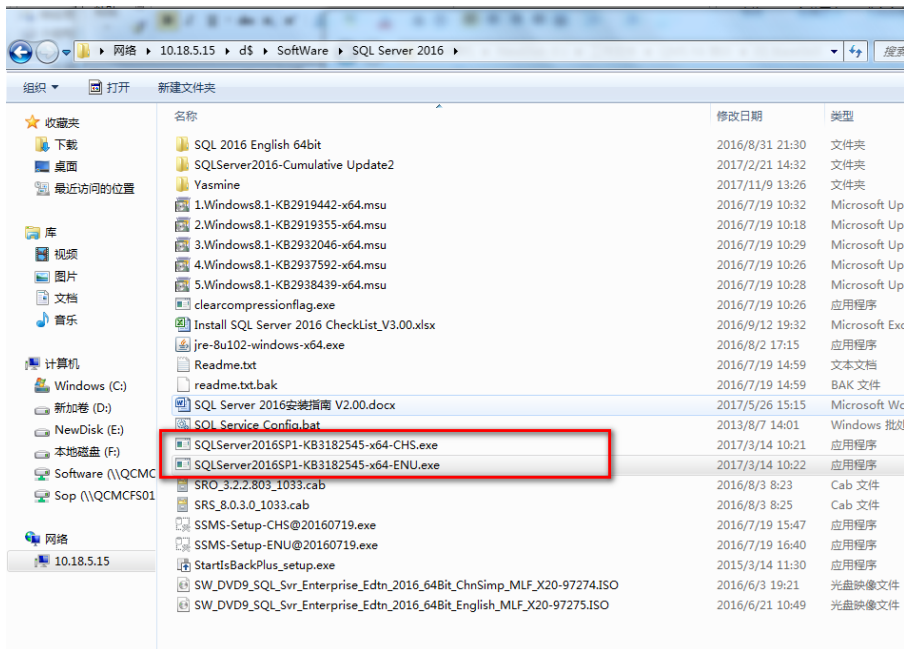 网络 10.18.5.15 d$ SoftWare SQL Server 2016
组织 打开 新建文件夹
名称 修改日期 类型
收藏夹
下载
桌面
最近访问的位置
库
视频
图片
文档
音乐
计算机
Windows (C:)
新加卷 (D:)
NewDisk (E:)
本地磁盘 (F:)
Software (\\QCMC
Sop (\\QCMCFS01
网络
10.18.5.15
SQL 2016 English 64bit 2016/8/31 21:30 文件夹
SQLServer2016-Cumulative Update2 2017/2/21 14:32 文件夹
Yasmine 2017/11/9 13:26 文件夹
1.Windows8.1-KB2919442-x64.msu 2016/7/19 10:32 Microsoft Up
2.Windows8.1-KB2919355-x64.msu 2016/7/19 10:18 Microsoft Up
3.Windows8.1-KB2932046-x64.msu 2016/7/19 10:29 Microsoft Up
4.Windows8.1-KB2937592-x64.msu 2016/7/19 10:26 Microsoft Up
5.Windows8.1-KB2938439-x64.msu 2016/7/19 10:28 Microsoft Up
clearcompressionflag.exe 2016/7/19 10:26 应用程序
Install SQL Server 2016 CheckList_V3.00.xlsx 2016/9/12 19:32 Microsoft Exc
jre-8u102-windows-x64.exe 2016/8/2 17:15 应用程序
Readme.txt 2016/7/19 14:59 文本文档
readme.txt.bak 2016/7/19 14:59 BAK 文件
SQL Server 2016安装指南 V2.00.docx 2017/5/26 15:15 Microsoft Wo
SQL Service Config.bat 2013/8/7 14:01 Windows 批处
SQLServer2016SP1-KB3182545-x64-CHS.exe 2017/3/14 10:21 应用程序
SQLServer2016SP1-KB3182545-x64-ENU.exe 2017/3/14 10:22 应用程序
SRO_3.2.2.803_1033.cab 2016/8/3 8:23 Cab 文件
SRS_8.0.3.0_1033.cab 2016/8/3 8:25 Cab 文件
SSMS-Setup-CHS@20160719.exe 2016/7/19 15:47 应用程序
SSMS-Setup-ENU@20160719.exe 2016/7/19 16:40 应用程序
StartIsBackPlus_setup.exe 2015/3/14 11:30 应用程序
SW_DVD9_SQL_Svr_Enterprise_Edtn_2016_64Bit_ChnSimp_MLF_X20-97274.ISO 2016/6/3 19:21 光盘映像文件
SW_DVD9_SQL_Svr_Enterprise_Edtn_2016_64Bit_English_MLF_X20-97275.ISO 2016/6/21 10:49 光盘映像文件